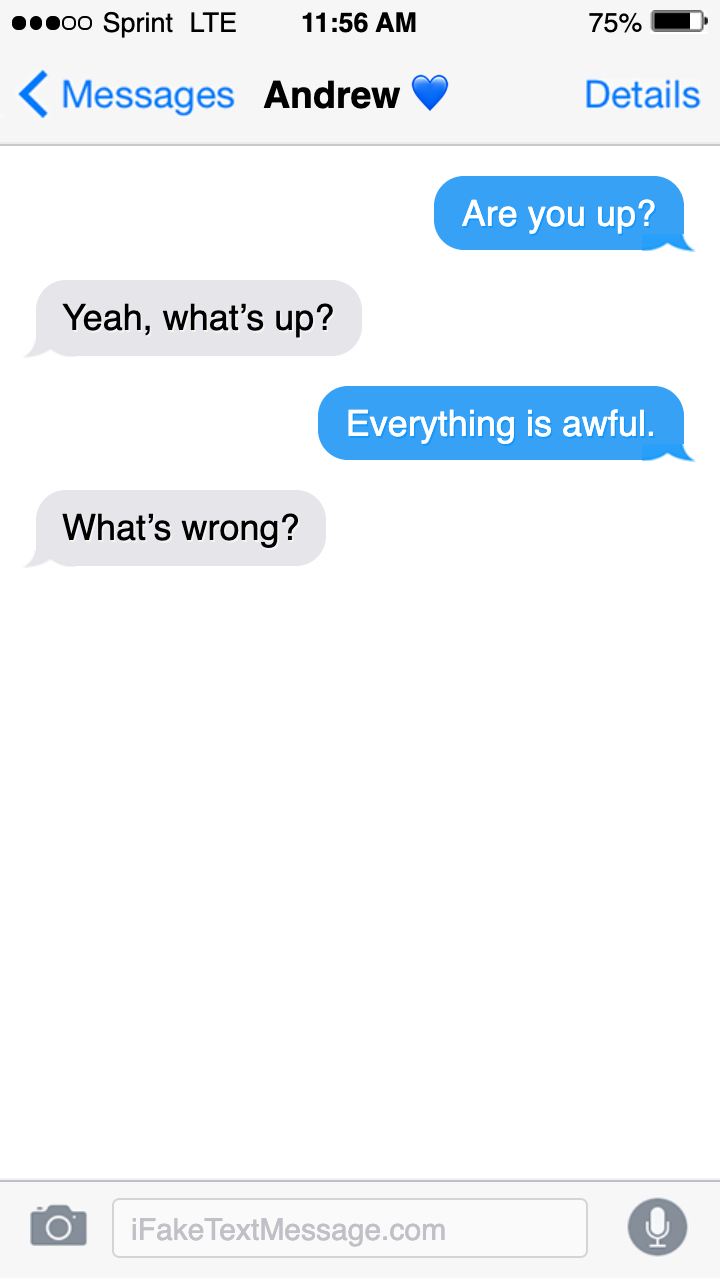 Sprint LTE 11:56 AM 75%
Messages Andrew 💙 Details
Are you up?
Yeah, what’s up?
Everything is awful.
What’s wrong?
iFakeTextMessage.com